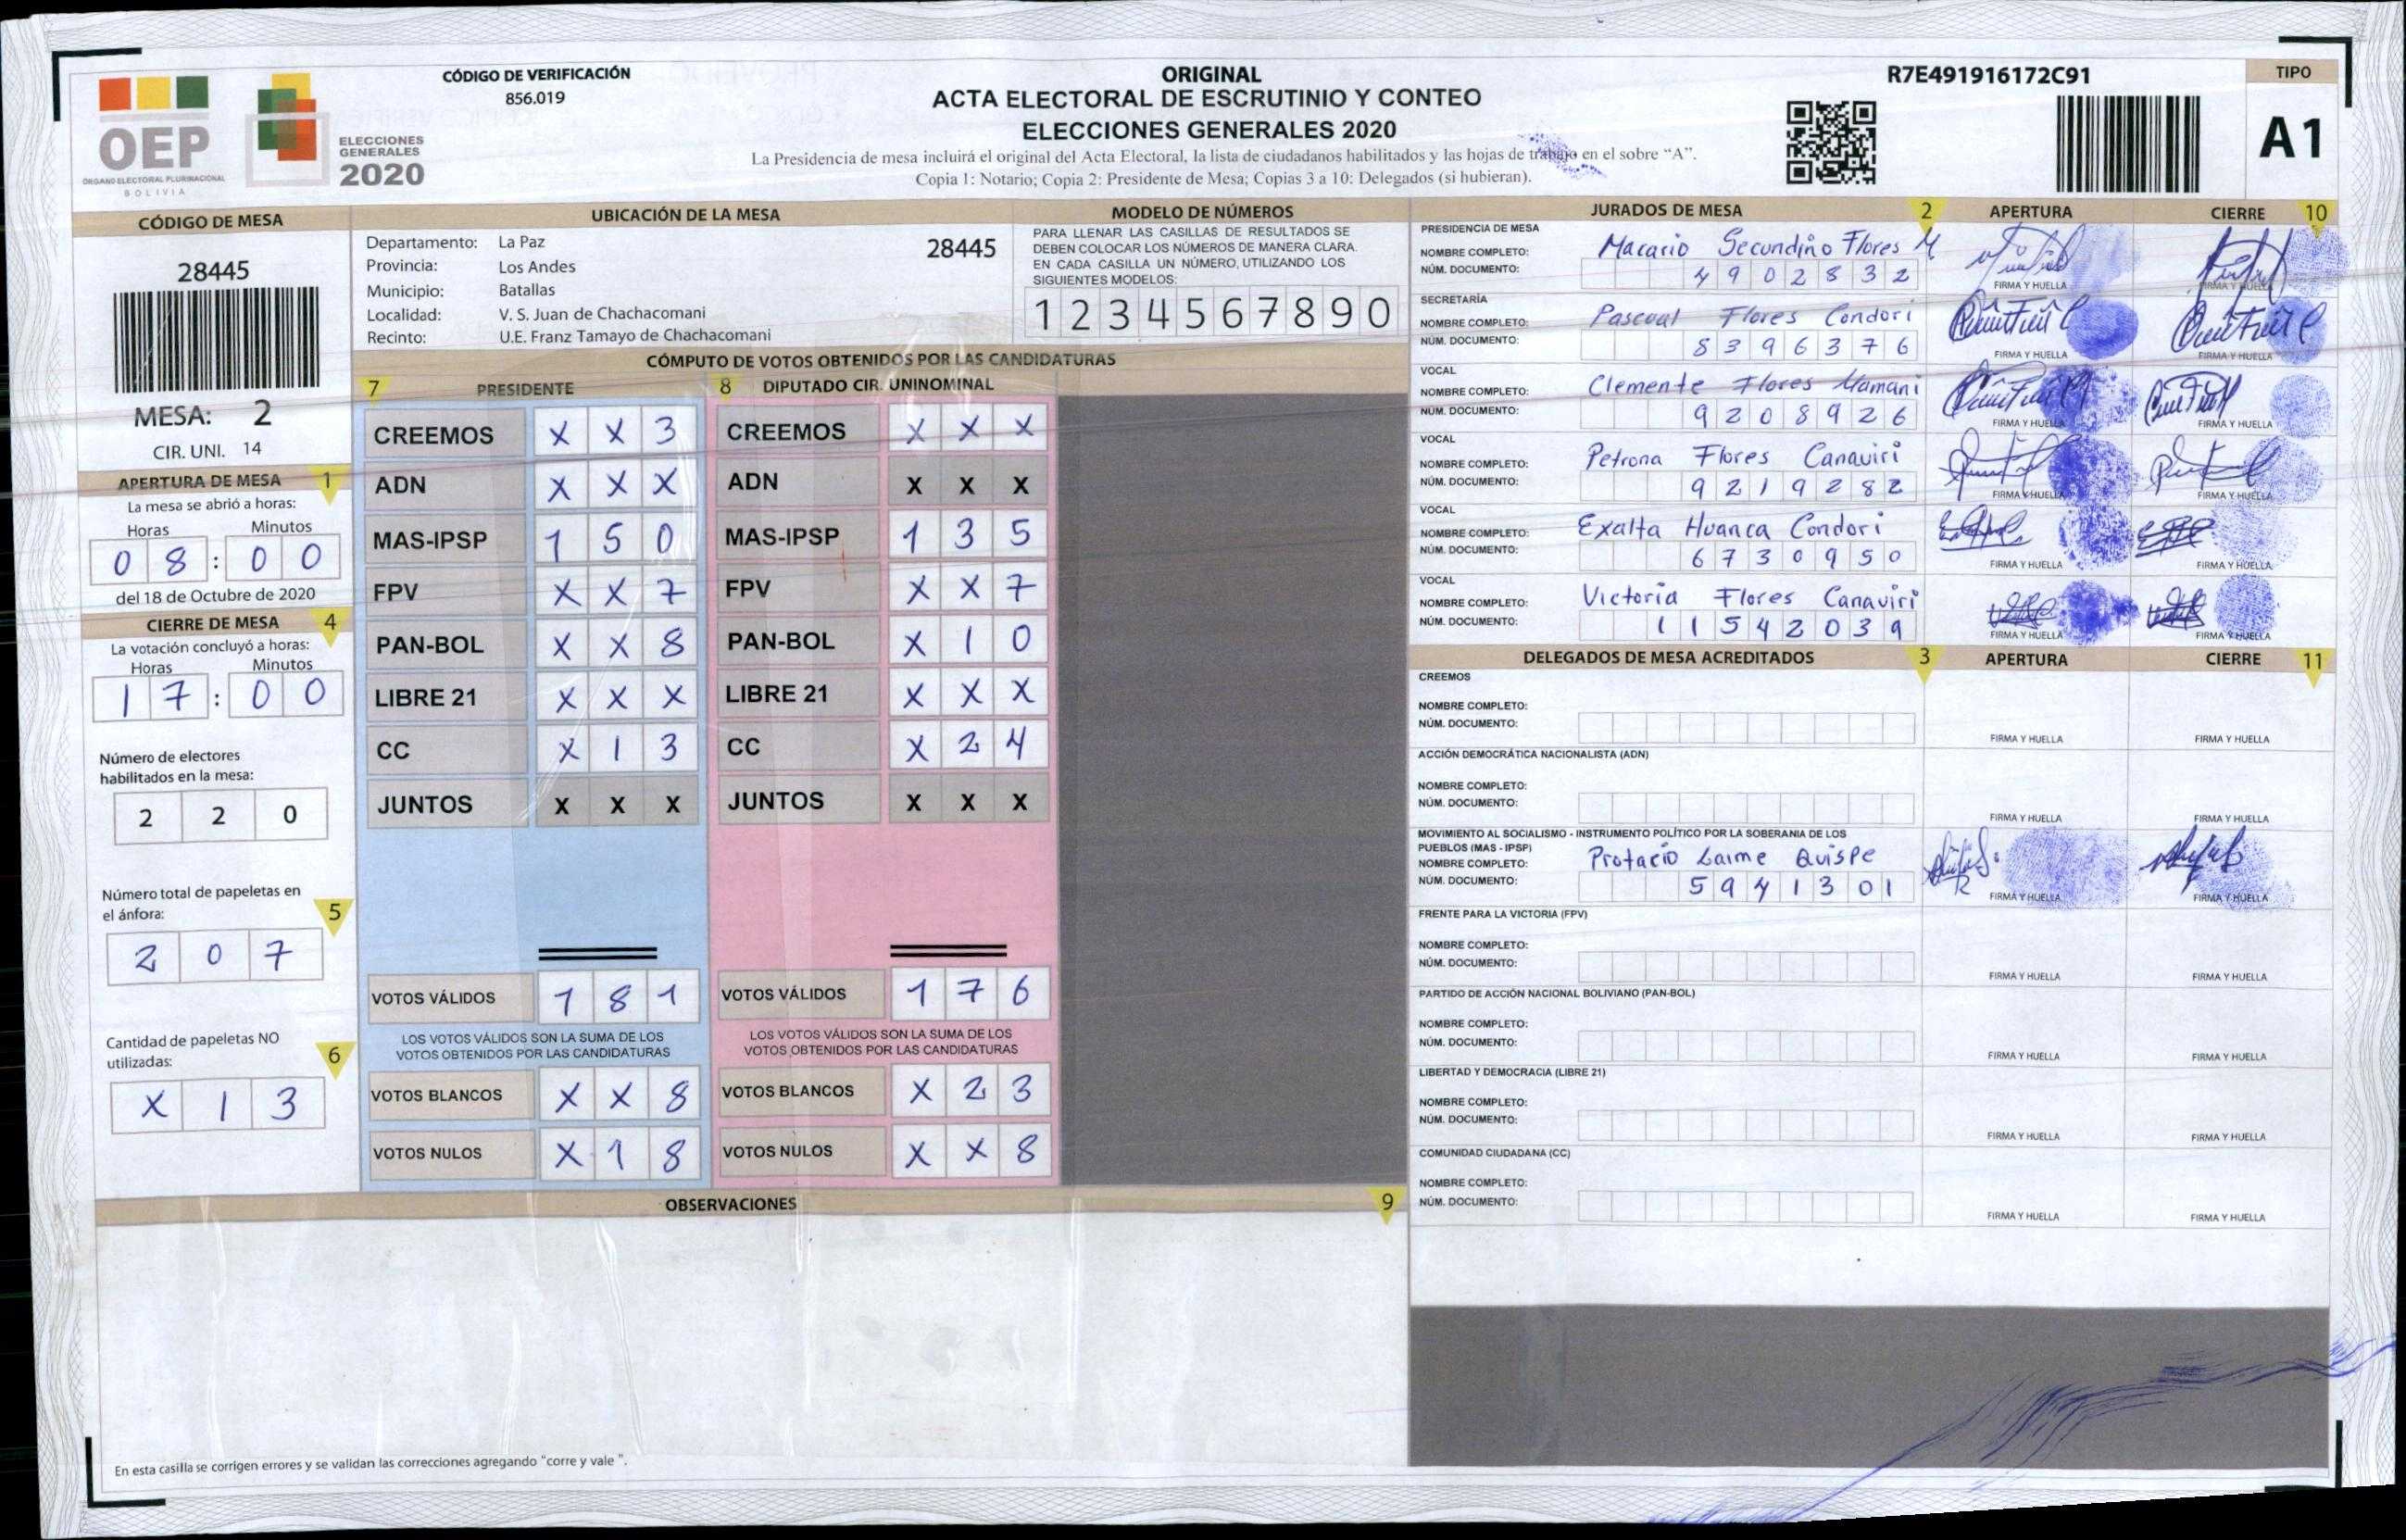 CÓDIGO DE VERIFICACIÓN
856.019
ORIGINAL
ACTA ELECTORAL DE ESCRUTINIO Y CONTEO
ELECCIONES GENERALES 2020
La Presidencia de mesa incluirá el original del Acta Electoral, la lista de ciudadanos habilitados y las hojas de trabajo en el sobre "A".
Copia 1: Notario; Copia 2: Presidente de Mesa; Copias 3 a 10: Delegados (si hubieran).
R7E491916172C91
TIPO
A1
OEP
ÓRGANO ELECTORAL PLURINACIONAL
BOLIVIA
ELECCIONES
GENERALES
2020
CÓDIGO DE MESA
28445
MESA: 2
CIR. UNI. 14
APERTURA DE MESA 1
La mesa se abrió a horas:
Horas Minutos
0 8 : 0 0
del 18 de Octubre de 2020
CIERRE DE MESA 4
La votación concluyó a horas:
Horas Minutos
1 7 : 0 0
Número de electores
habilitados en la mesa:
2 2 0
Número total de papeletas en
el ánfora: 5
2 0 7
Cantidad de papeletas NO
utilizadas: 6
X 1 3
UBICACIÓN DE LA MESA
Departamento: La Paz 28445
Provincia: Los Andes
Municipio: Batallas
Localidad: V. S. Juan de Chachacomani
Recinto: U.E. Franz Tamayo de Chachacomani
MODELO DE NÚMEROS
PARA LLENAR LAS CASILLAS DE RESULTADOS SE
DEBEN COLOCAR LOS NÚMEROS DE MANERA CLARA.
EN CADA CASILLA UN NÚMERO, UTILIZANDO LOS
SIGUIENTES MODELOS:
1 2 3 4 5 6 7 8 9 0
CÓMPUTO DE VOTOS OBTENIDOS POR LAS CANDIDATURAS
7 PRESIDENTE
CREEMOS X X 3
ADN X X X
MAS-IPSP 1 5 0
FPV X X 7
PAN-BOL X X 8
LIBRE 21 X X X
CC X 1 3
JUNTOS X X X
VOTOS VÁLIDOS 1 8 1
LOS VOTOS VÁLIDOS SON LA SUMA DE LOS
VOTOS OBTENIDOS POR LAS CANDIDATURAS
VOTOS BLANCOS X X 8
VOTOS NULOS X 1 8
8 DIPUTADO CIR. UNINOMINAL
CREEMOS X X X
ADN X X X
MAS-IPSP 1 3 5
FPV X X 7
PAN-BOL X 1 0
LIBRE 21 X X X
CC X 2 4
JUNTOS X X X
VOTOS VÁLIDOS 1 7 6
LOS VOTOS VÁLIDOS SON LA SUMA DE LOS
VOTOS OBTENIDOS POR LAS CANDIDATURAS
VOTOS BLANCOS X 2 3
VOTOS NULOS X X 8
OBSERVACIONES 9
En esta casilla se corrigen errores y se validan las correcciones agregando "corre y vale ".
JURADOS DE MESA 2 APERTURA CIERRE 10
PRESIDENCIA DE MESA
NOMBRE COMPLETO: Macario Secundino Flores M
NÚM. DOCUMENTO: 4 9 0 2 8 3 2
FIRMA Y HUELLA FIRMA Y HUELLA
SECRETARÍA
NOMBRE COMPLETO: Pascual Flores Condori
NÚM. DOCUMENTO: 8 3 9 6 3 7 6
FIRMA Y HUELLA FIRMA Y HUELLA
VOCAL
NOMBRE COMPLETO: Clemente Flores Mamani
NÚM. DOCUMENTO: 9 2 0 8 9 2 6
FIRMA Y HUELLA FIRMA Y HUELLA
VOCAL
NOMBRE COMPLETO: Petrona Flores Canaviri
NÚM. DOCUMENTO: 9 2 1 9 2 8 2
FIRMA Y HUELLA FIRMA Y HUELLA
VOCAL
NOMBRE COMPLETO: Exalta Huanca Condori
NÚM. DOCUMENTO: 6 7 3 0 9 5 0
FIRMA Y HUELLA FIRMA Y HUELLA
VOCAL
NOMBRE COMPLETO: Victoria Flores Canaviri
NÚM. DOCUMENTO: 1 1 5 4 2 0 3 9
FIRMA Y HUELLA FIRMA Y HUELLA
DELEGADOS DE MESA ACREDITADOS 3 APERTURA CIERRE 11
CREEMOS
NOMBRE COMPLETO:
NÚM. DOCUMENTO:
FIRMA Y HUELLA FIRMA Y HUELLA
ACCIÓN DEMOCRÁTICA NACIONALISTA (ADN)
NOMBRE COMPLETO:
NÚM. DOCUMENTO:
FIRMA Y HUELLA FIRMA Y HUELLA
MOVIMIENTO AL SOCIALISMO - INSTRUMENTO POLÍTICO POR LA SOBERANIA DE LOS
PUEBLOS (MAS - IPSP)
NOMBRE COMPLETO: Protacio Laime Quispe
NÚM. DOCUMENTO: 5 9 4 1 3 0 1
FIRMA Y HUELLA FIRMA Y HUELLA
FRENTE PARA LA VICTORIA (FPV)
NOMBRE COMPLETO:
NÚM. DOCUMENTO:
FIRMA Y HUELLA FIRMA Y HUELLA
PARTIDO DE ACCIÓN NACIONAL BOLIVIANO (PAN-BOL)
NOMBRE COMPLETO:
NÚM. DOCUMENTO:
FIRMA Y HUELLA FIRMA Y HUELLA
LIBERTAD Y DEMOCRACIA (LIBRE 21)
NOMBRE COMPLETO:
NÚM. DOCUMENTO:
FIRMA Y HUELLA FIRMA Y HUELLA
COMUNIDAD CIUDADANA (CC)
NOMBRE COMPLETO:
NÚM. DOCUMENTO:
FIRMA Y HUELLA FIRMA Y HUELLA